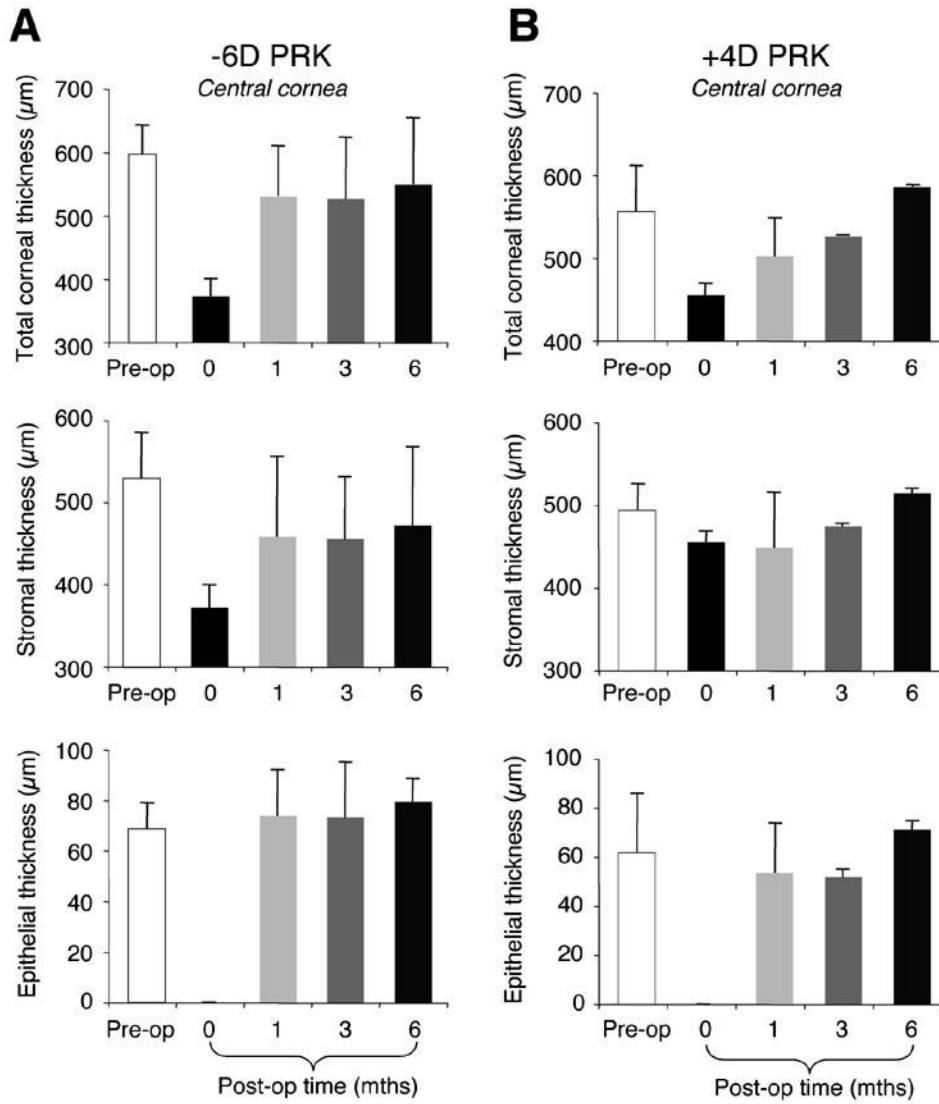 A
-6D PRK
Central cornea
Total corneal thickness (µm)
700
600
500
400
300
Pre-op 0 1 3 6
Stromal thickness (µm)
600
500
400
300
Pre-op 0 1 3 6
Epithelial thickness (µm)
100
80
60
40
20
0
Pre-op 0 1 3 6
Post-op time (mths)
B
+4D PRK
Central cornea
Total corneal thickness (µm)
700
600
500
400
Pre-op 0 1 3 6
Stromal thickness (µm)
600
500
400
300
Pre-op 0 1 3 6
Epithelial thickness (µm)
100
80
60
40
20
0
Pre-op 0 1 3 6
Post-op time (mths)